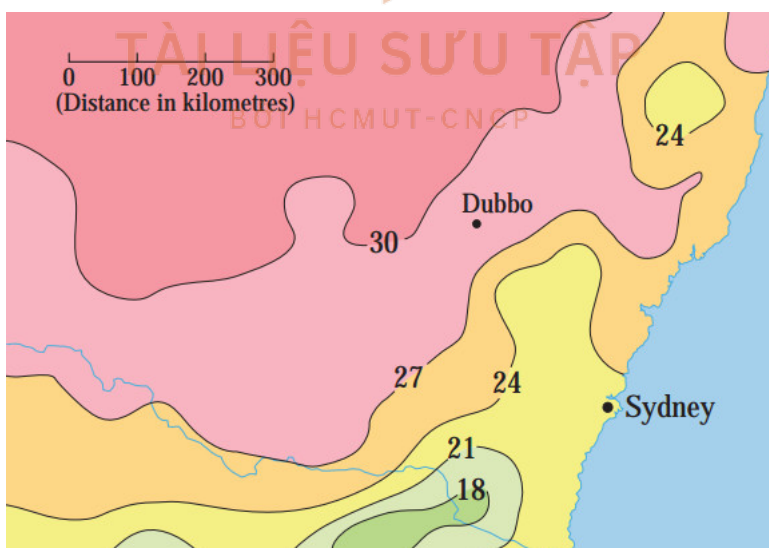 TÀI LIỆU SƯU TẬP
0 100 200 300
(Distance in kilometres)
BỞI HCMUT-CNCP
24
Dubbo
30
27
24
Sydney
21
18